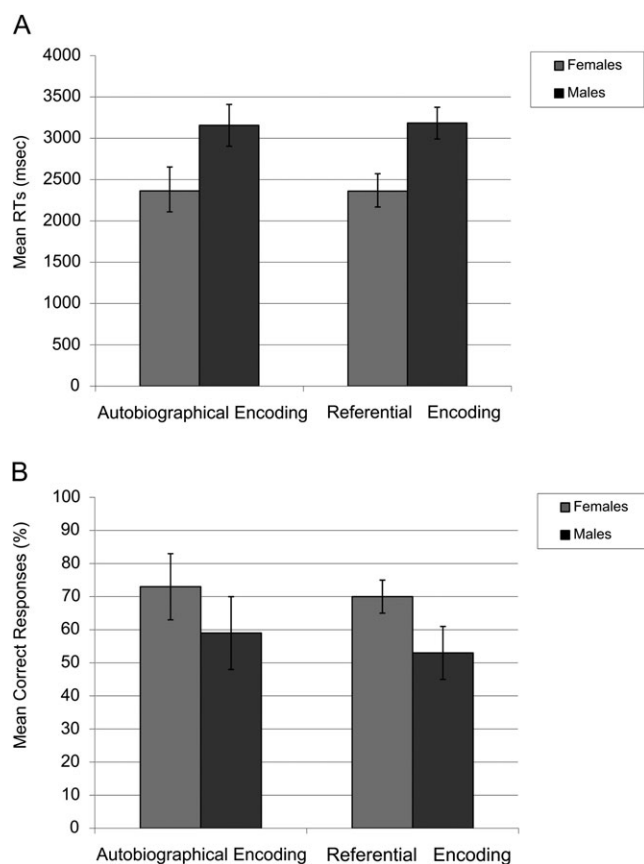 A
4000
3500
3000
2500
2000
1500
1000
500
0
Mean RTs (msec)
Females
Males
Autobiographical Encoding
Referential Encoding
B
100
90
80
70
60
50
40
30
20
10
0
Mean Correct Responses (%)
Females
Males
Autobiographical Encoding
Referential Encoding